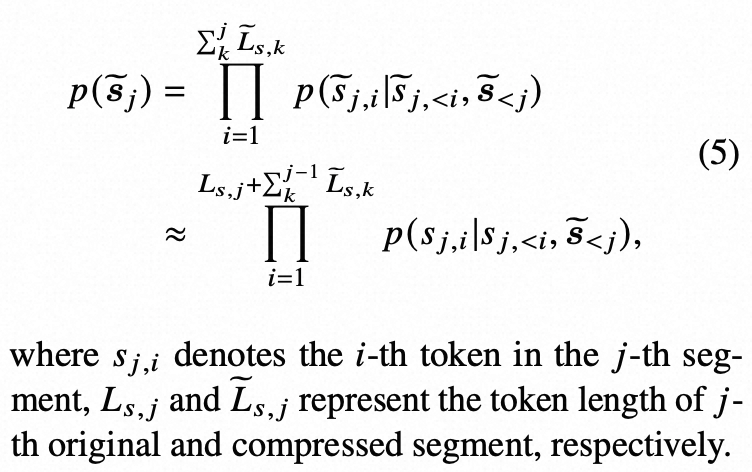 p(s̃_j) = ∏_{i=1}^{∑_k^j L̃_{s,k}} p(s̃_{j,i}|s̃_{j,<i}, s̃_{<j})
(5)
≈ ∏_{i=1}^{L_{s,j}+∑_k^{j−1} L̃_{s,k}} p(s_{j,i}|s_{j,<i}, s̃_{<j}),
where s_{j,i} denotes the i-th token in the j-th seg-
ment, L_{s,j} and L̃_{s,j} represent the token length of j-
th original and compressed segment, respectively.